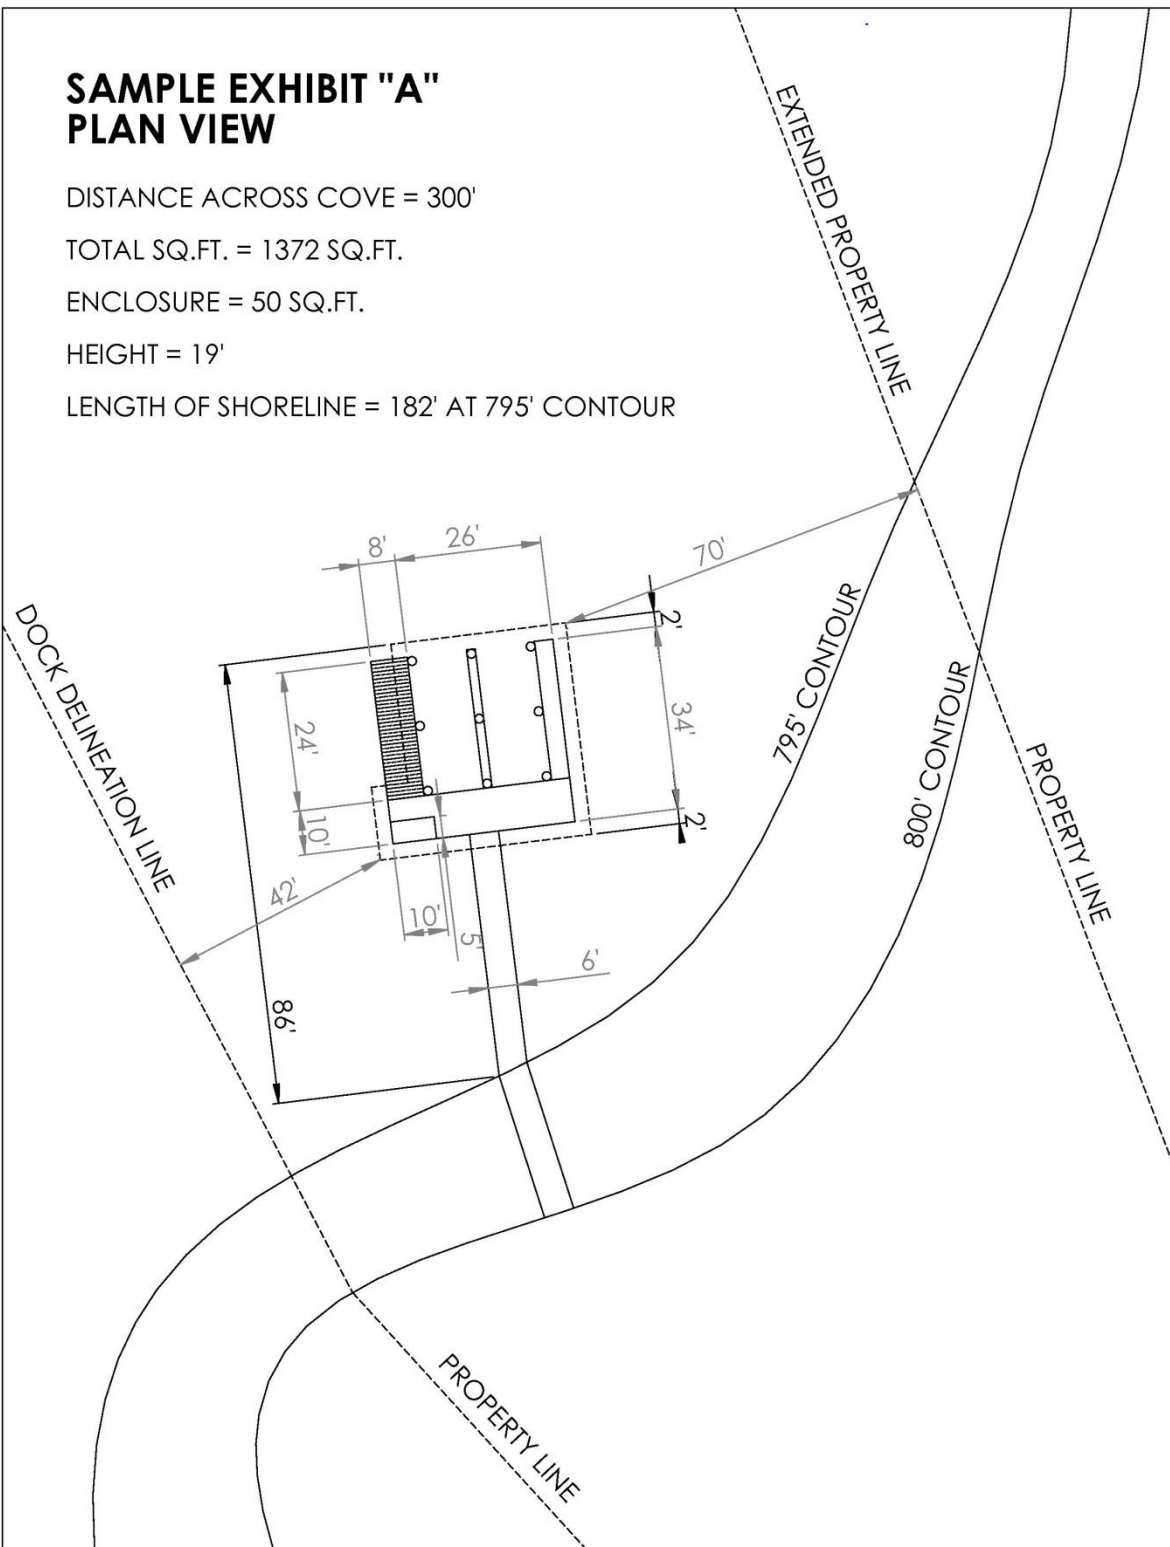 SAMPLE EXHIBIT "A"
PLAN VIEW
DISTANCE ACROSS COVE = 300'
TOTAL SQ.FT. = 1372 SQ.FT.
ENCLOSURE = 50 SQ.FT.
HEIGHT = 19'
LENGTH OF SHORELINE = 182' AT 795' CONTOUR
EXTENDED PROPERTY LINE
8'
26'
70'
2'
DOCK DELINEATION LINE
795' CONTOUR
800' CONTOUR
24'
34'
PROPERTY LINE
10'
2'
42'
10'
5'
6'
86'
PROPERTY LINE